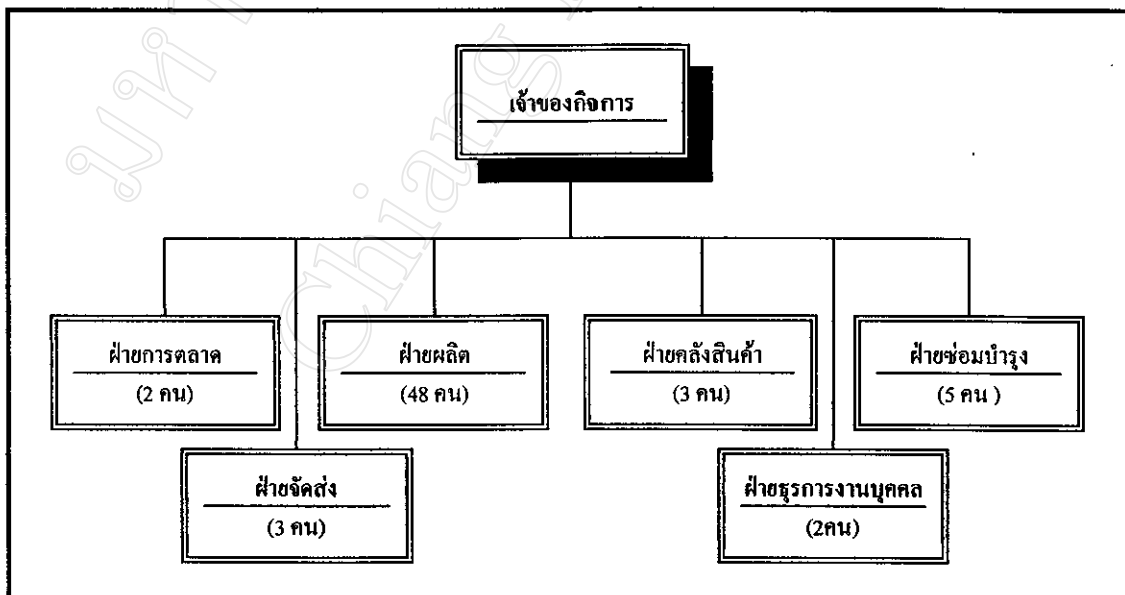 เจ้าของกิจการ
ฝ่ายการตลาด
(2 คน)
ฝ่ายผลิต
(48 คน)
ฝ่ายคลังสินค้า
(3 คน)
ฝ่ายซ่อมบำรุง
(5 คน )
ฝ่ายจัดส่ง
(3 คน)
ฝ่ายธุรการงานบุคคล
(2คน)
Chiang